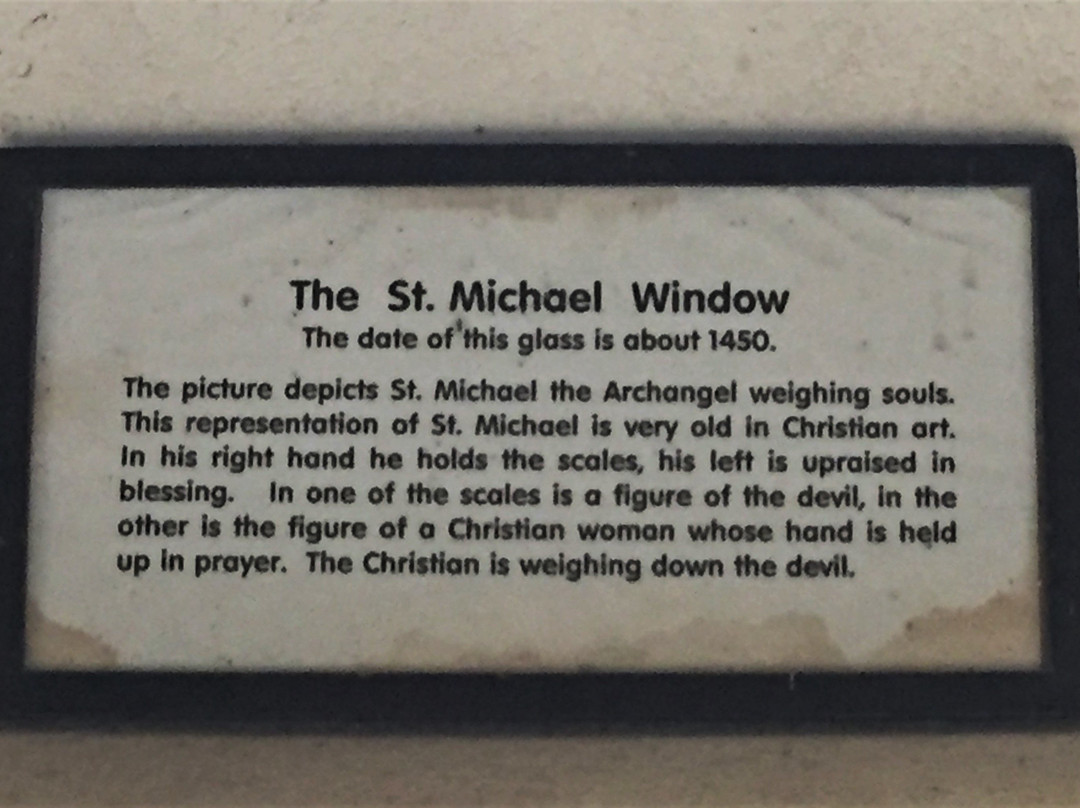 The St. Michael Window
The date of this glass is about 1450.
The picture depicts St. Michael the Archangel weighing souls.
This representation of St. Michael is very old in Christian art.
In his right hand he holds the scales, his left is upraised in
blessing. In one of the scales is a figure of the devil, in the
other is the figure of a Christian woman whose hand is held
up in prayer. The Christian is weighing down the devil.